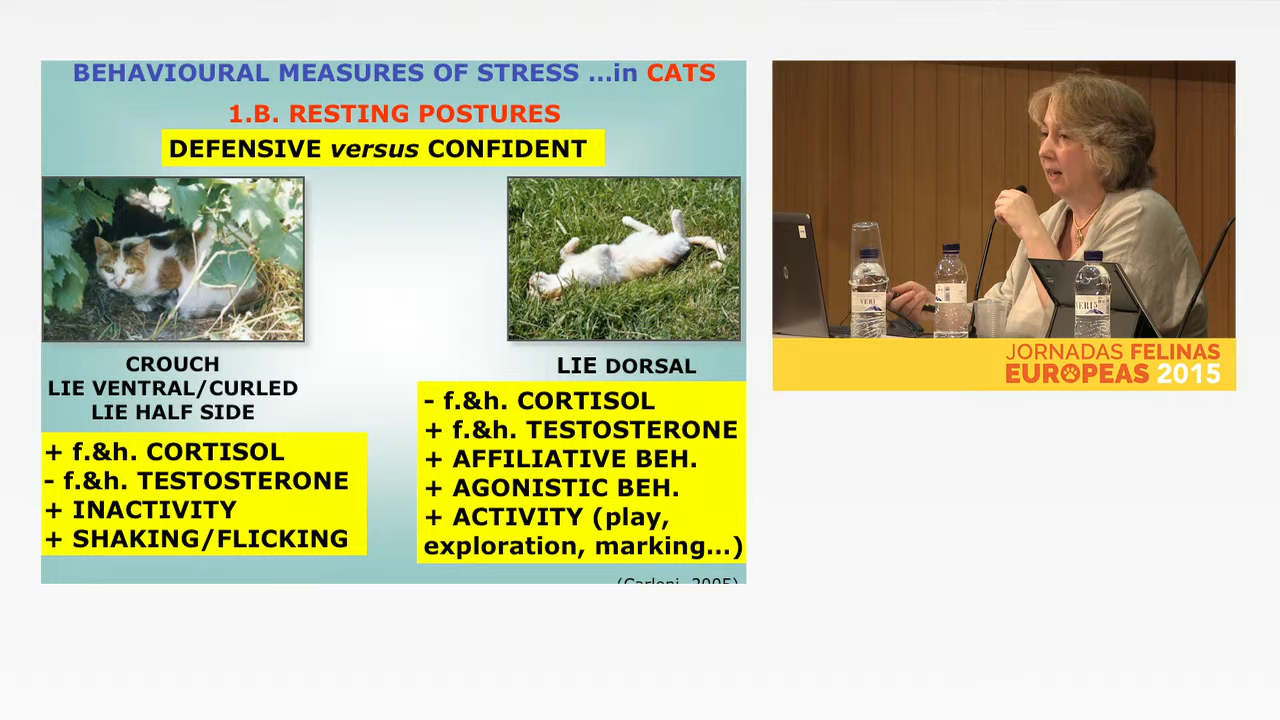 BEHAVIOURAL MEASURES OF STRESS ...in CATS
1.B. RESTING POSTURES
DEFENSIVE versus CONFIDENT
CROUCH
LIE VENTRAL/CURLED
LIE HALF SIDE
+ f.&h. CORTISOL
- f.&h. TESTOSTERONE
+ INACTIVITY
+ SHAKING/FLICKING
LIE DORSAL
- f.&h. CORTISOL
+ f.&h. TESTOSTERONE
+ AFFILIATIVE BEH.
+ AGONISTIC BEH.
+ ACTIVITY (play,
exploration, marking...)
JORNADAS FELINAS
EUROPEAS 2015